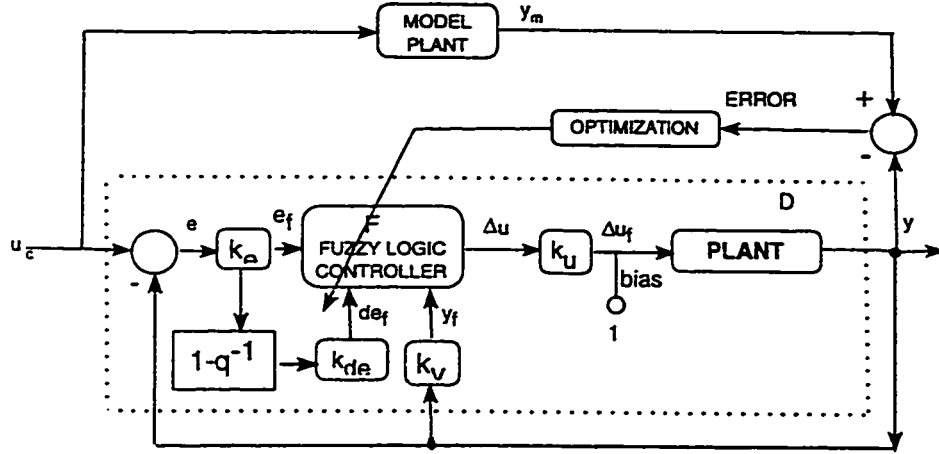 MODEL
PLANT
y_m
ERROR
+
OPTIMIZATION
-
D
u_c
e
k_e
e_f
F
FUZZY LOGIC
CONTROLLER
Δu
k_u
Δu_f
PLANT
y
-
bias
1
de_f
y_f
1-q^-1
k_de
k_y